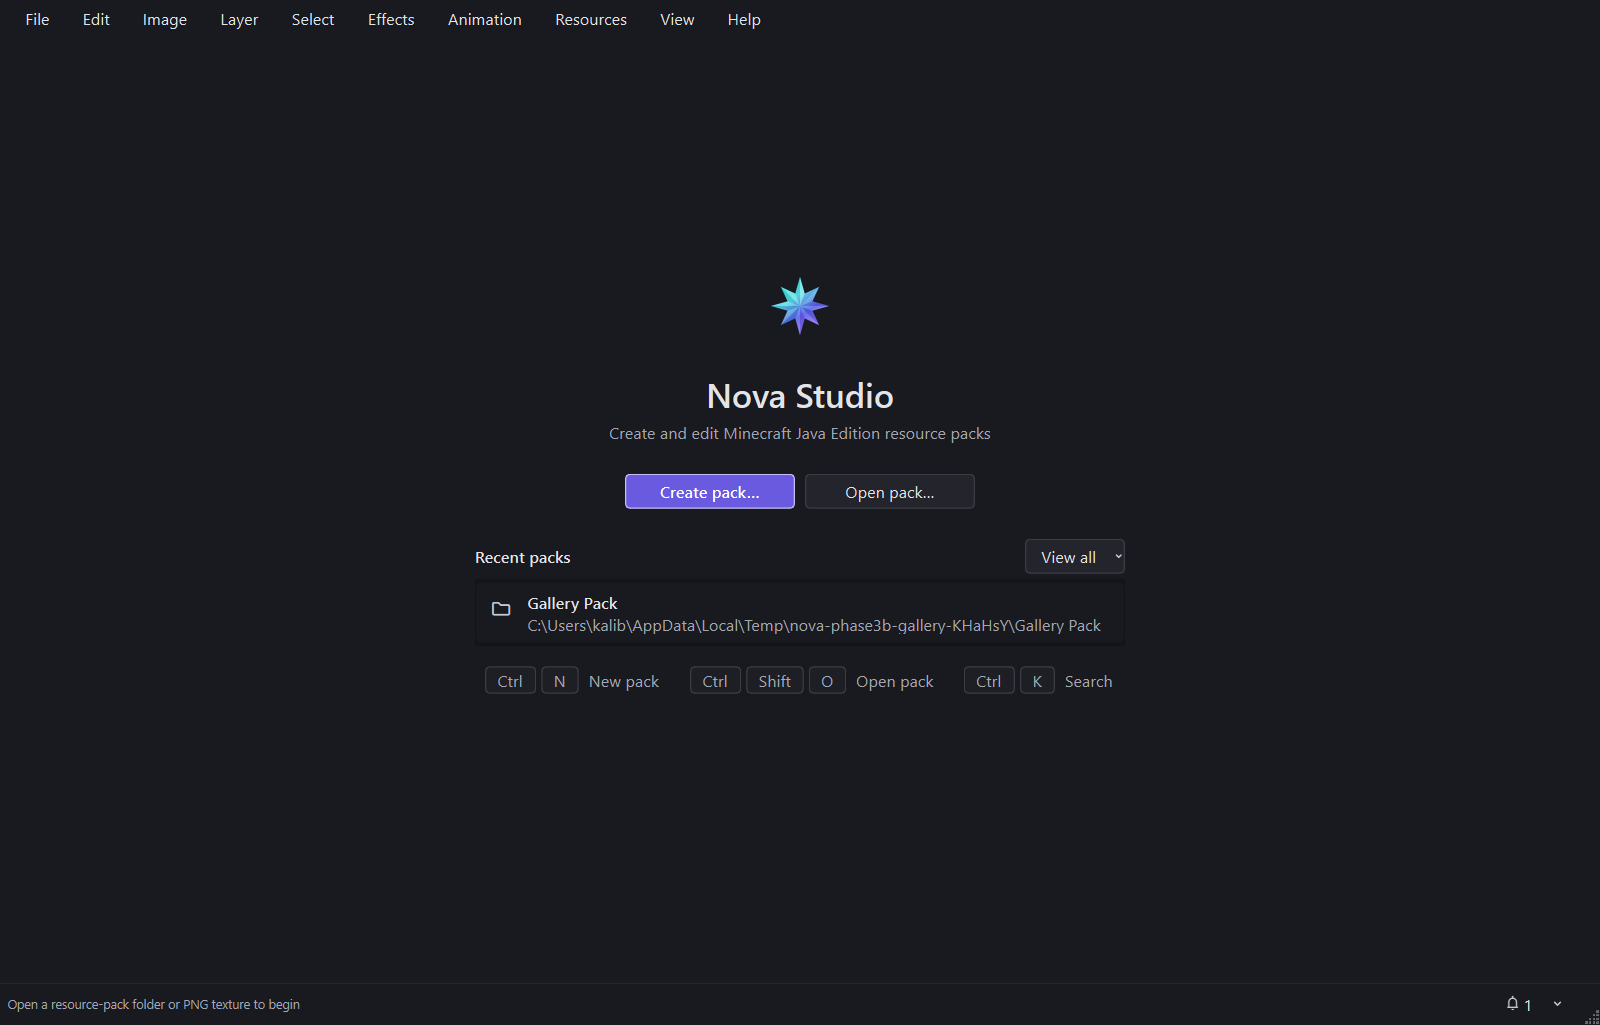 File Edit Image Layer Select Effects Animation Resources View Help
Nova Studio
Create and edit Minecraft Java Edition resource packs
Create pack... Open pack...
Recent packs View all
Gallery Pack
C:\Users\kalib\AppData\Local\Temp\nova-phase3b-gallery-KHaHsY\Gallery Pack
Ctrl N New pack Ctrl Shift O Open pack Ctrl K Search
Open a resource-pack folder or PNG texture to begin 1